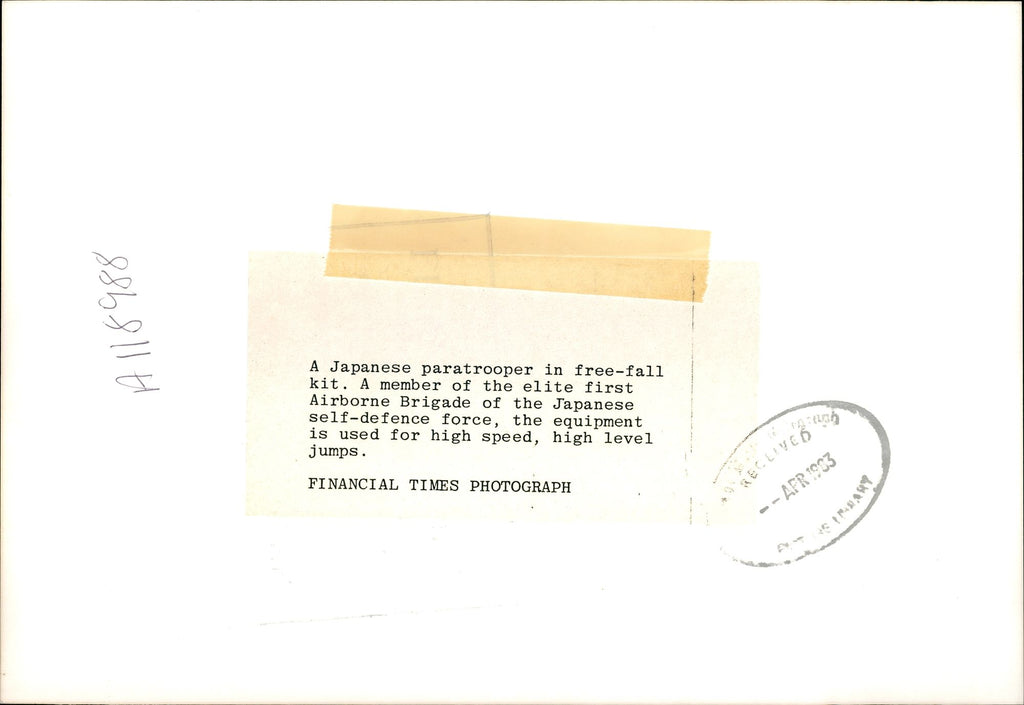 A Japanese paratrooper in free-fall
kit. A member of the elite first
Airborne Brigade of the Japanese
self-defence force, the equipment
is used for high speed, high level
jumps.
FINANCIAL TIMES PHOTOGRAPH
A118988
RECEIVED
--APR 1983
LIBRARY